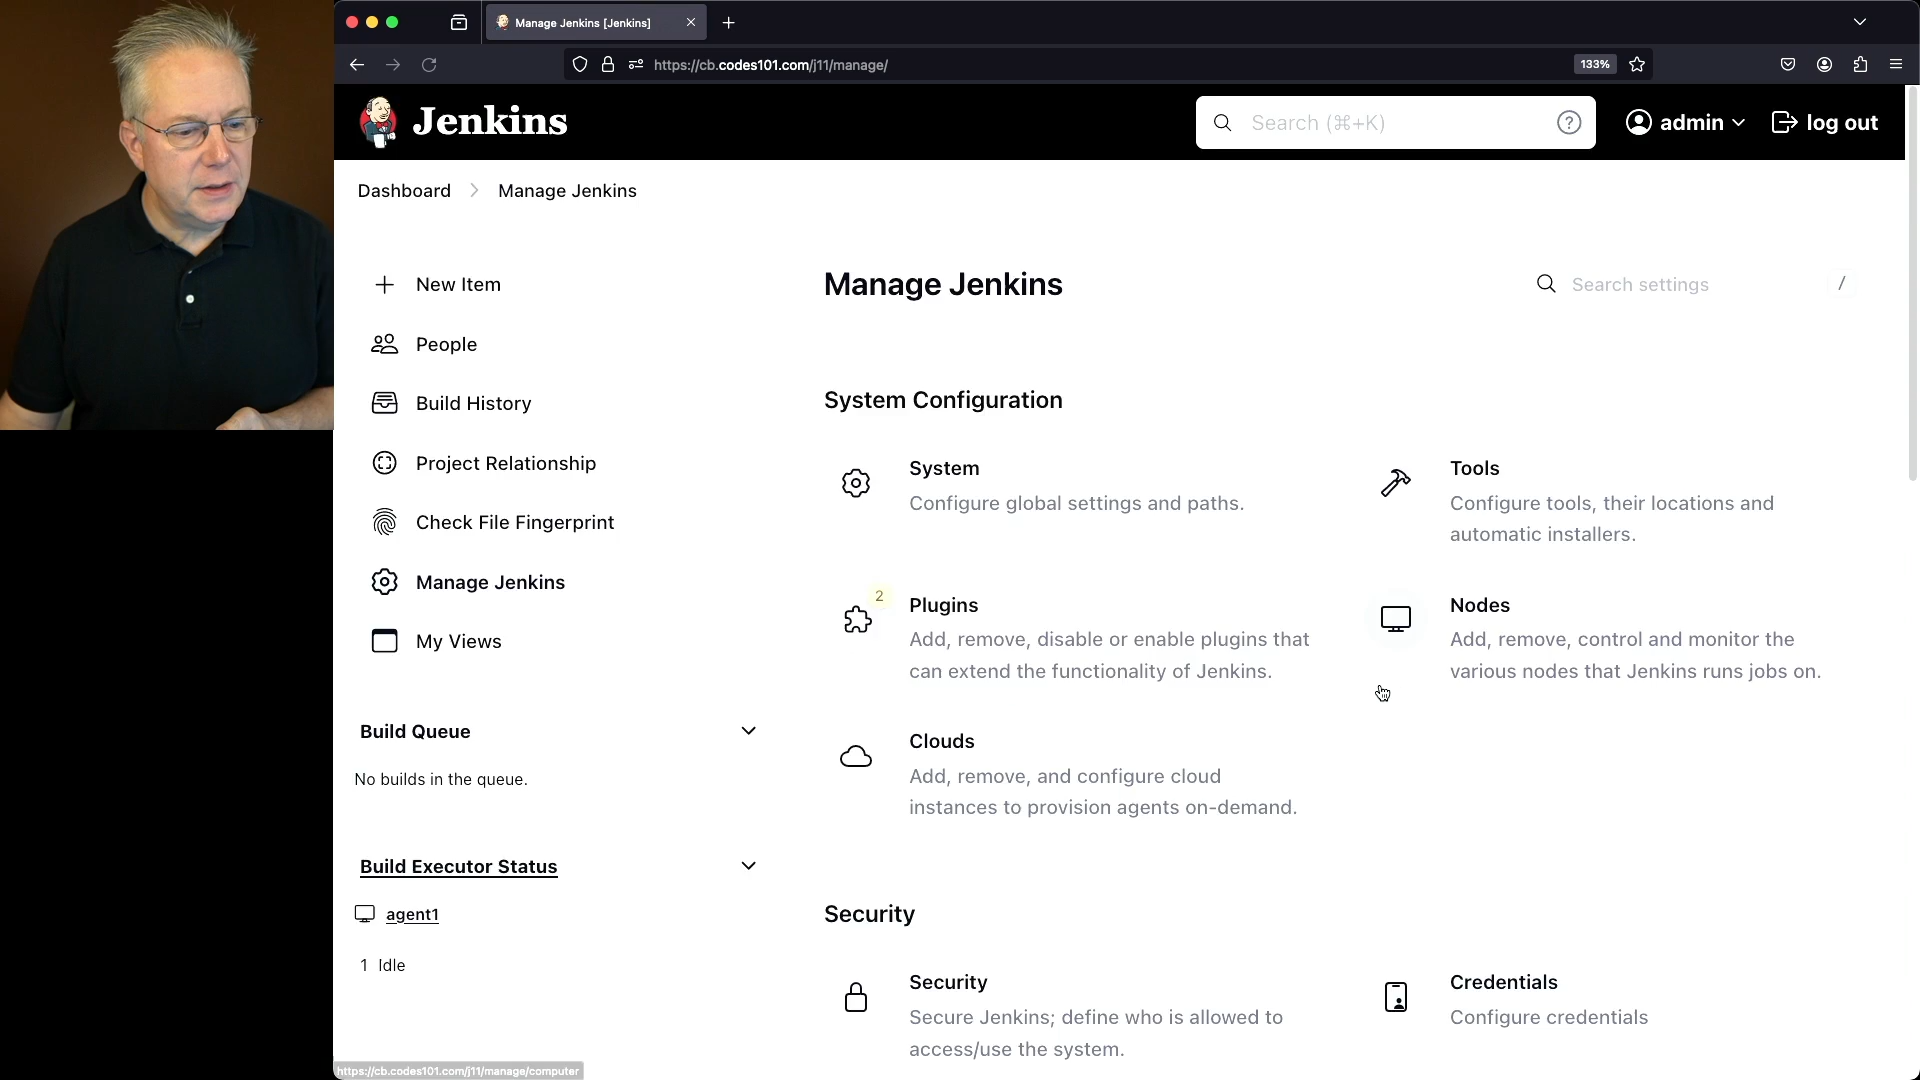 Manage Jenkins [Jenkins]
https://cb.codes101.com/j11/manage/
133%
Jenkins
Search (⌘+K)
admin
log out
Dashboard
Manage Jenkins
New Item
People
Build History
Project Relationship
Check File Fingerprint
Manage Jenkins
My Views
Build Queue
No builds in the queue.
Build Executor Status
agent1
1 Idle
Manage Jenkins
Search settings
/
System Configuration
System
Configure global settings and paths.
Tools
Configure tools, their locations and
automatic installers.
2
Plugins
Add, remove, disable or enable plugins that
can extend the functionality of Jenkins.
Nodes
Add, remove, control and monitor the
various nodes that Jenkins runs jobs on.
Clouds
Add, remove, and configure cloud
instances to provision agents on-demand.
Security
Security
Secure Jenkins; define who is allowed to
access/use the system.
Credentials
Configure credentials
https://cb.codes101.com/j11/manage/computer